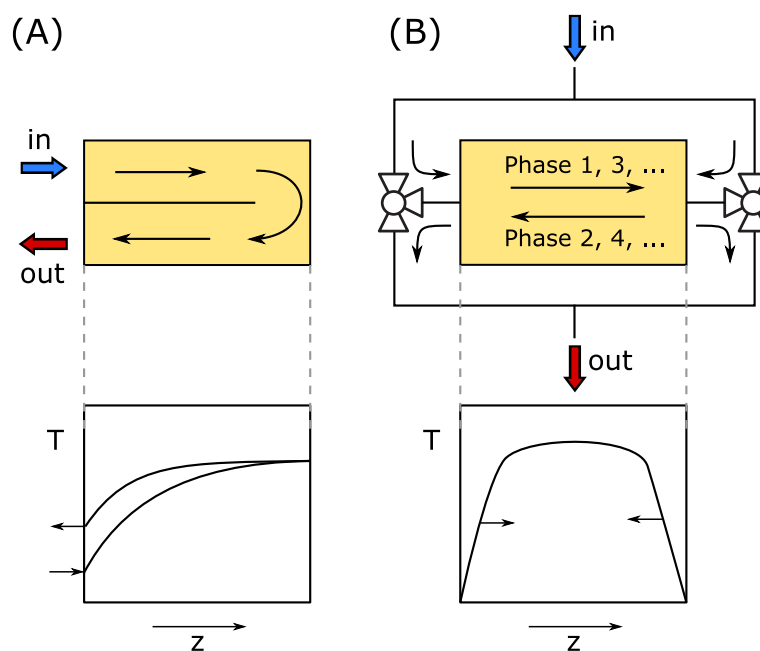 (A)
in
out
T
z
(B)
in
Phase 1, 3, ...
Phase 2, 4, ...
out
T
z